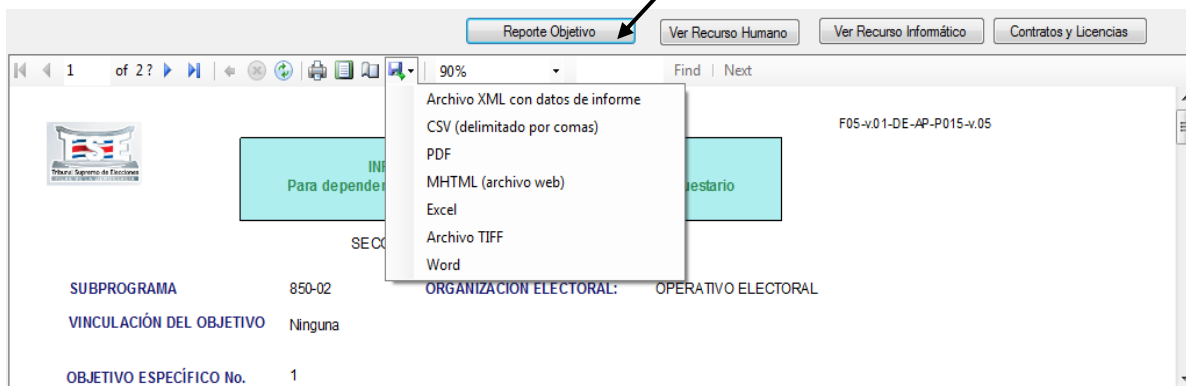 Reporte Objetivo Ver Recurso Humano Ver Recurso Informático Contratos y Licencias
1 of 2 ? 90% Find | Next
Archivo XML con datos de informe
F05-v.01-DE-AP-P015-v.05
CSV (delimitado por comas)
TSE
Tribunal Supremo de Elecciones
PDF
Para depender
MHTML (archivo web)
Excel
Archivo TIFF
Word
SUBPROGRAMA 850-02 ORGANIZACIÓN ELECTORAL: OPERATIVO ELECTORAL
VINCULACIÓN DEL OBJETIVO Ninguna
OBJETIVO ESPECÍFICO No. 1